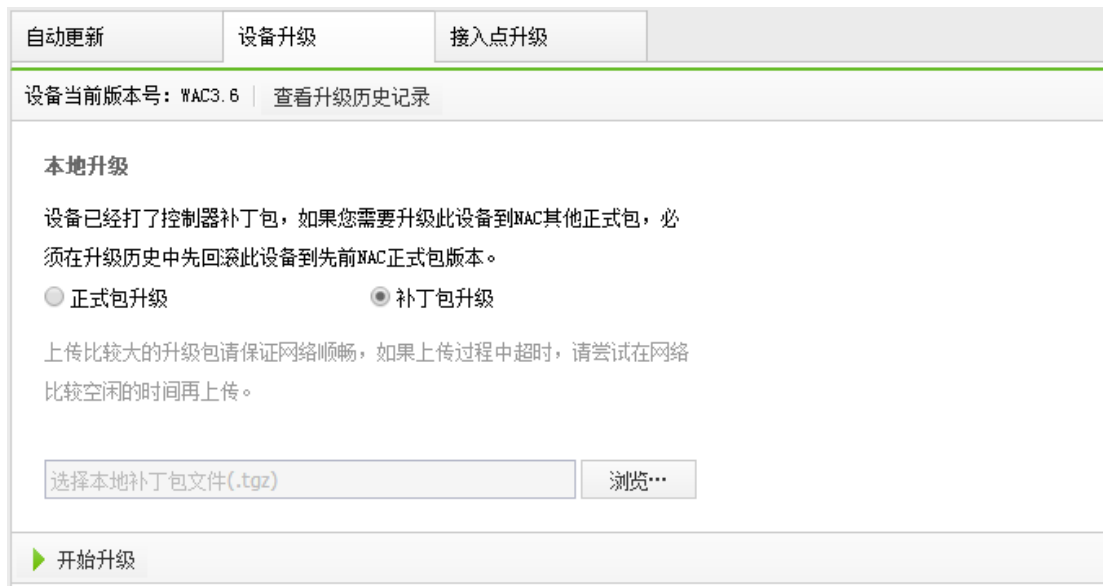 自动更新 设备升级 接入点升级
设备当前版本号: WAC3.6 查看升级历史记录
本地升级
设备已经打了控制器补丁包，如果您需要升级此设备到NAC其他正式包，必
须在升级历史中先回滚此设备到先前NAC正式包版本。
正式包升级 补丁包升级
上传比较大的升级包请保证网络顺畅，如果上传过程中超时，请尝试在网络
比较空闲的时间再上传。
选择本地补丁包文件(.tgz) 浏览…
开始升级